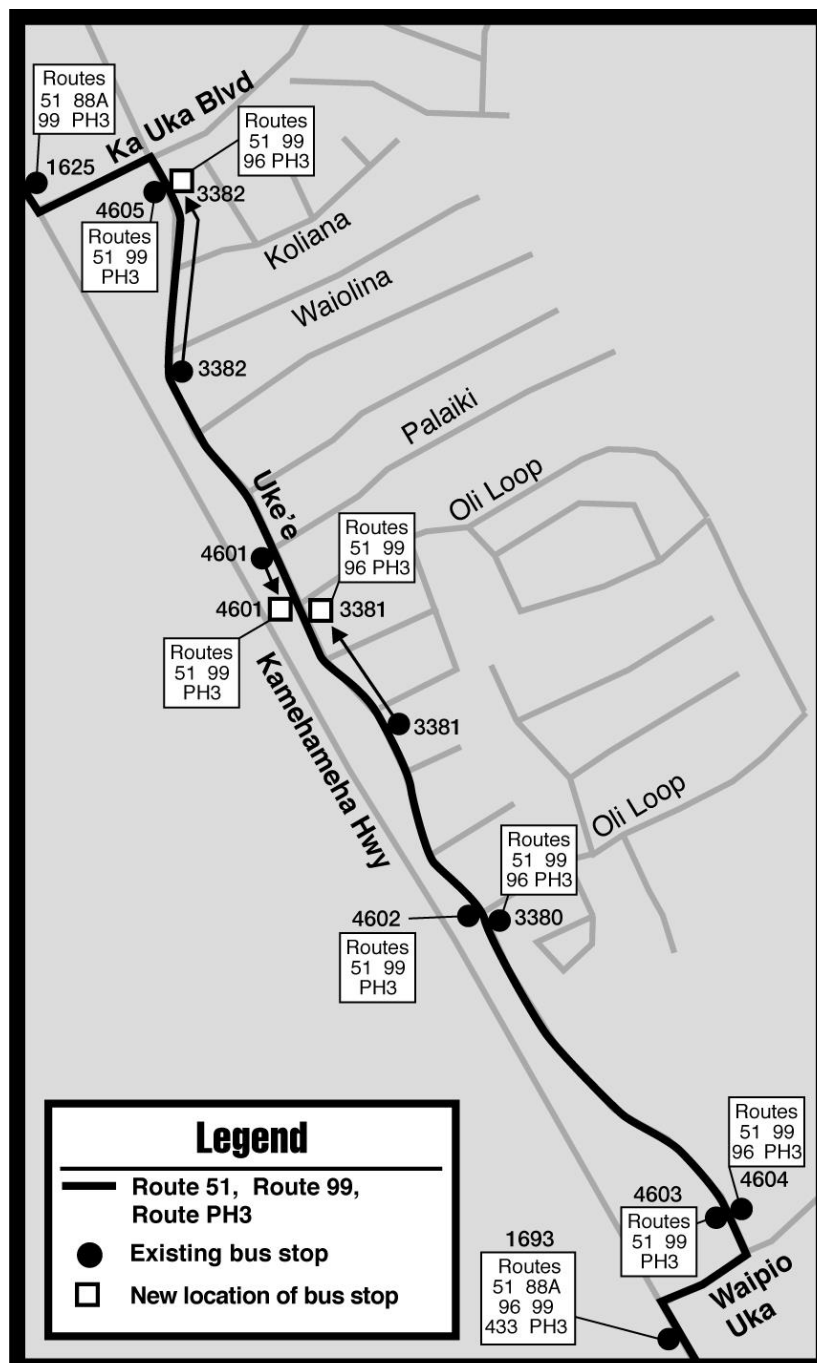 Routes
51 88A
99 PH3
1625
Ka Uka Blvd
Routes
51 99
96 PH3
3382
4605
Routes
51 99
PH3
Koliana
Waiolina
3382
Palaiki
Uke'e
Oli Loop
Routes
51 99
96 PH3
4601
4601
3381
Routes
51 99
PH3
Kamehameha Hwy
3381
Oli Loop
Routes
51 99
96 PH3
4602
3380
Routes
51 99
PH3
Routes
51 99
96 PH3
4604
4603
Routes
51 99
PH3
1693
Routes
51 88A
96 99
433 PH3
Waipio
Uka
Legend
Route 51, Route 99,
Route PH3
Existing bus stop
New location of bus stop